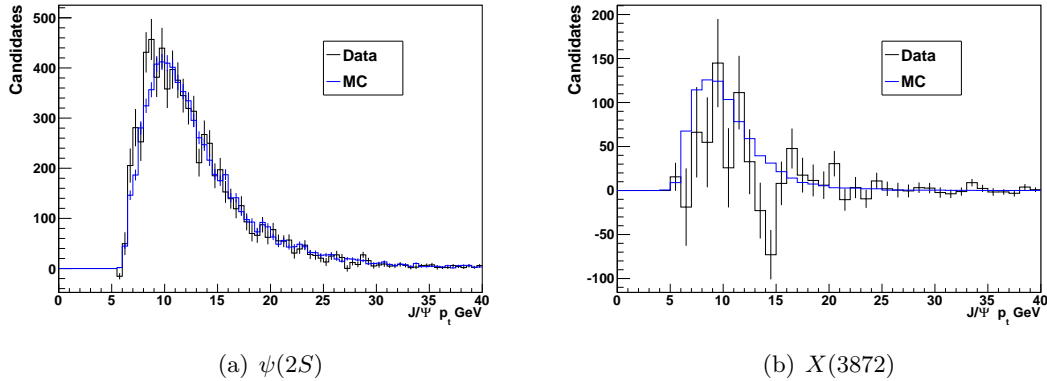 Candidates
500
400
300
200
100
0
Data
MC
0 5 10 15 20 25 30 35 40
J/Ψ p_t GeV
(a) ψ(2S)
Candidates
200
150
100
50
0
-50
-100
Data
MC
0 5 10 15 20 25 30 35 40
J/Ψ p_t GeV
(b) X(3872)